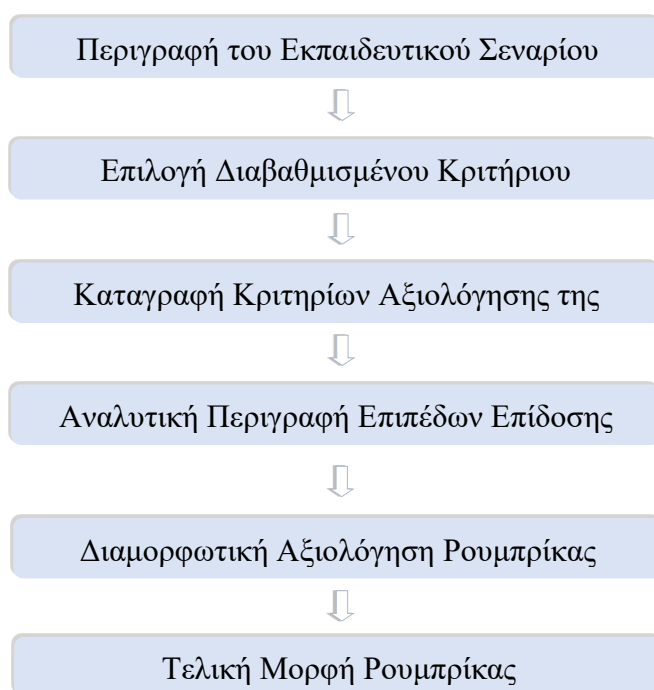 Περιγραφή του Εκπαιδευτικού Σεναρίου
Επιλογή Διαβαθμισμένου Κριτήριου
Καταγραφή Κριτηρίων Αξιολόγησης της
Αναλυτική Περιγραφή Επιπέδων Επίδοσης
Διαμορφωτική Αξιολόγηση Ρουμπρίκας
Τελική Μορφή Ρουμπρίκας